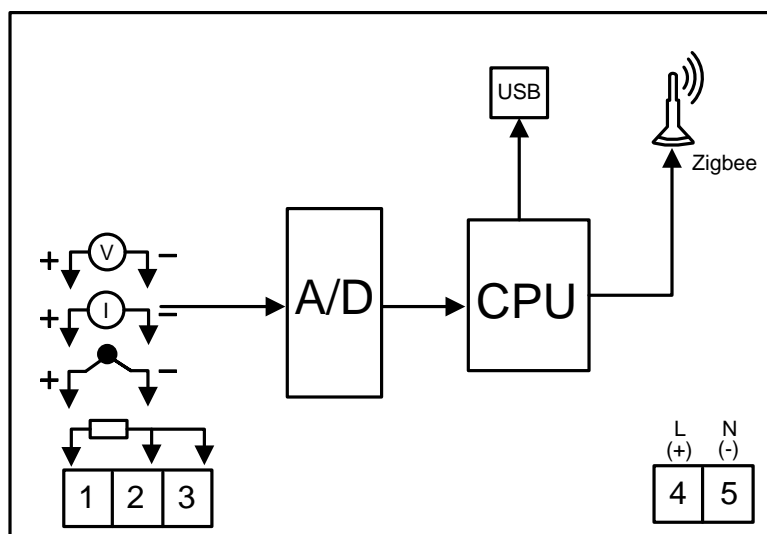 USB
Zigbee
+ V −
+ I −
A/D
CPU
+ −
L N
(+) (-)
1 2 3
4 5